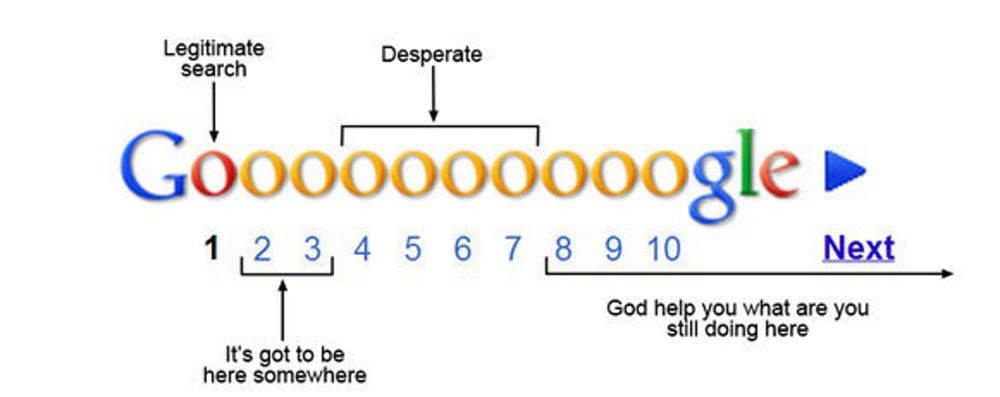 Legitimate
search
Desperate
Goooooooooogle
1 2 3 4 5 6 7 8 9 10 Next
God help you what are you
still doing here
It's got to be
here somewhere